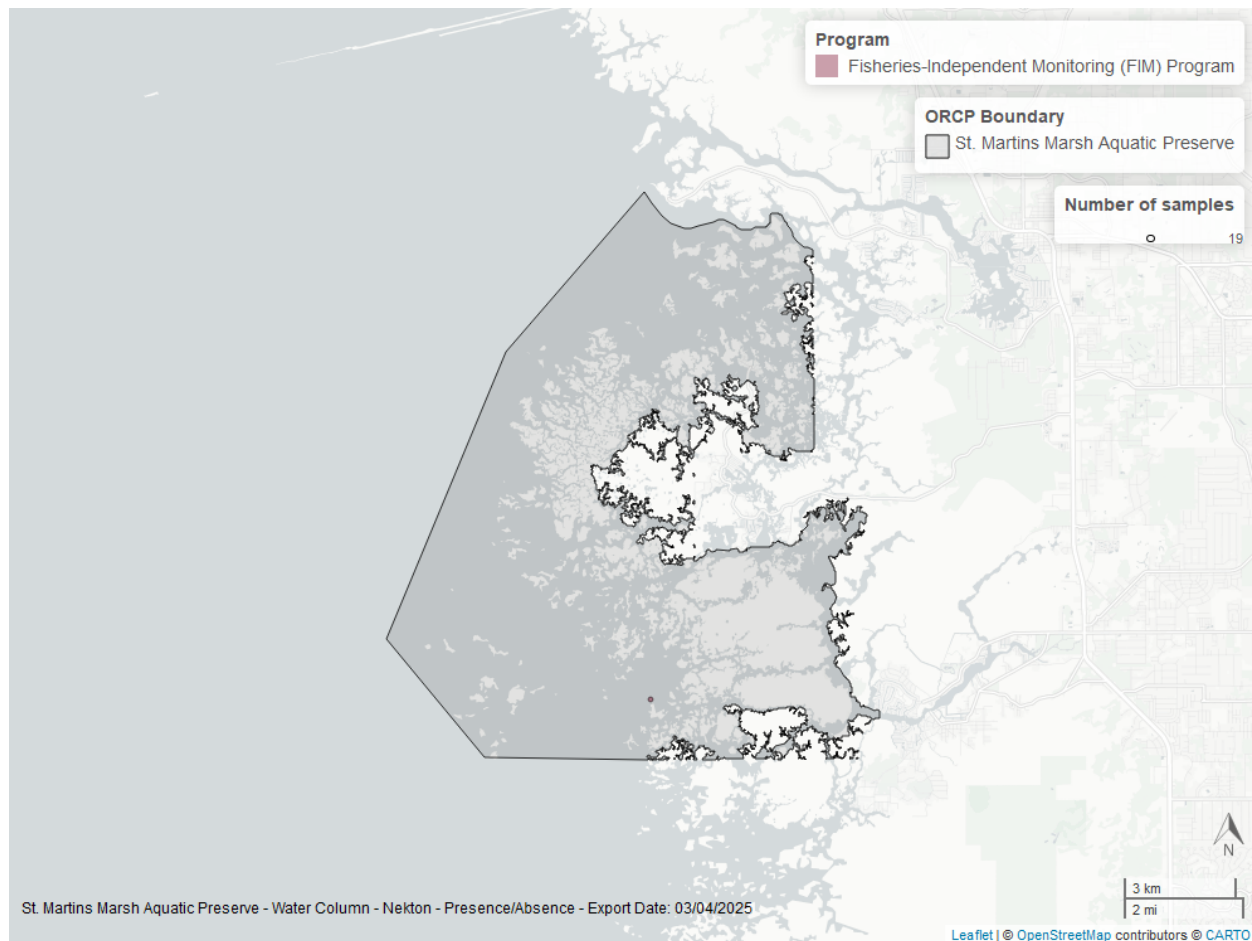 Program
Fisheries-Independent Monitoring (FIM) Program
ORCP Boundary
St. Martins Marsh Aquatic Preserve
Number of samples
19
N
3 km
2 mi
St. Martins Marsh Aquatic Preserve - Water Column - Nekton - Presence/Absence - Export Date: 03/04/2025
Leaflet | © OpenStreetMap contributors © CARTO